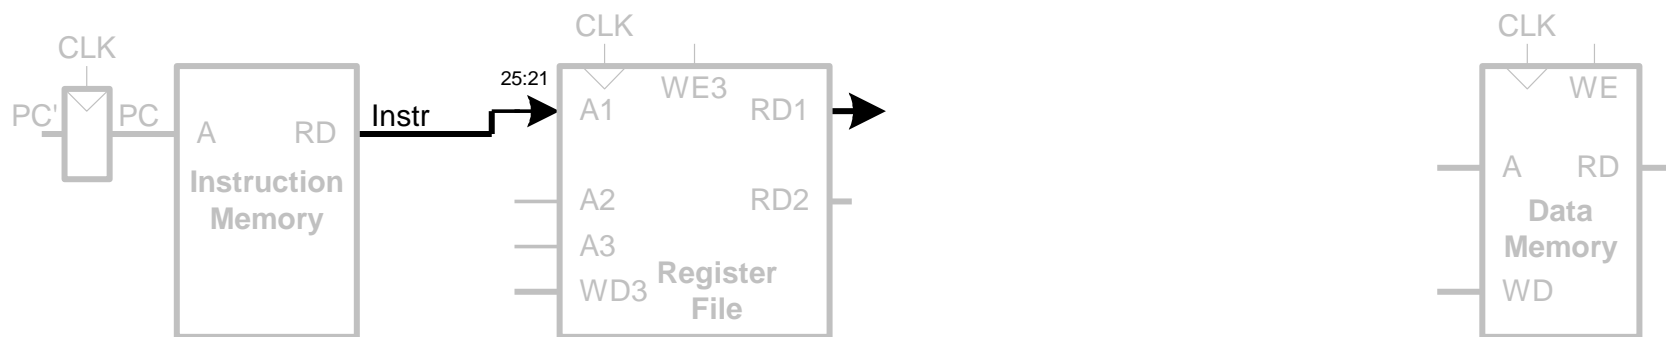 CLK
PC'
PC
A
RD
Instruction
Memory
Instr
25:21
CLK
WE3
A1
RD1
A2
RD2
A3
WD3
Register
File
CLK
WE
A
RD
Data
Memory
WD